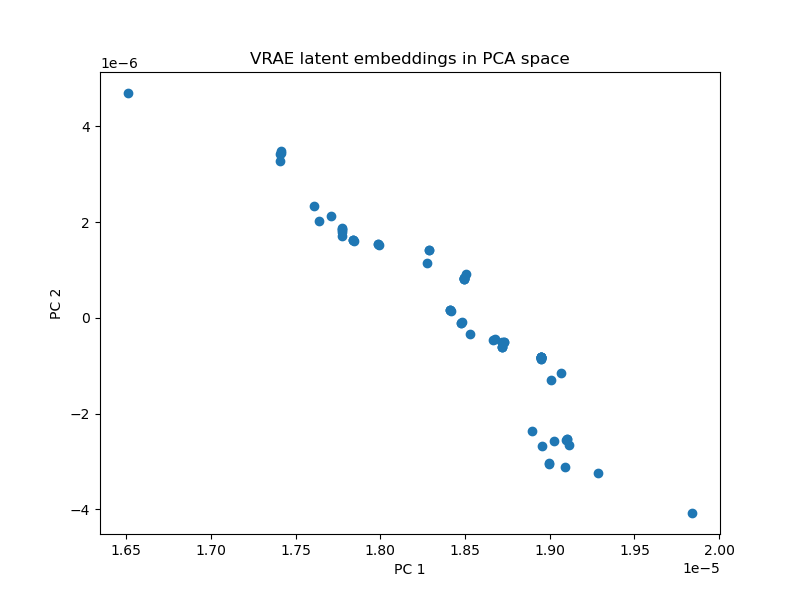 VRAE latent embeddings in PCA space
1e−6
4
2
0
−2
−4
PC 2
1.65 1.70 1.75 1.80 1.85 1.90 1.95 2.00
1e−5
PC 1